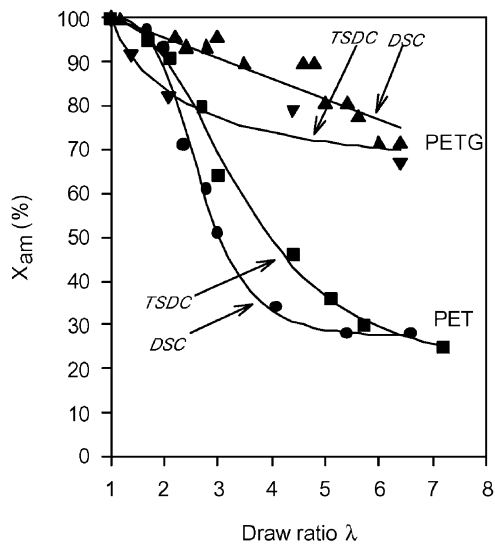 100
90
80
70
60
50
40
30
20
10
0
X am (%)
TSDC
DSC
PETG
TSDC
DSC
PET
1 2 3 4 5 6 7 8
Draw ratio λ